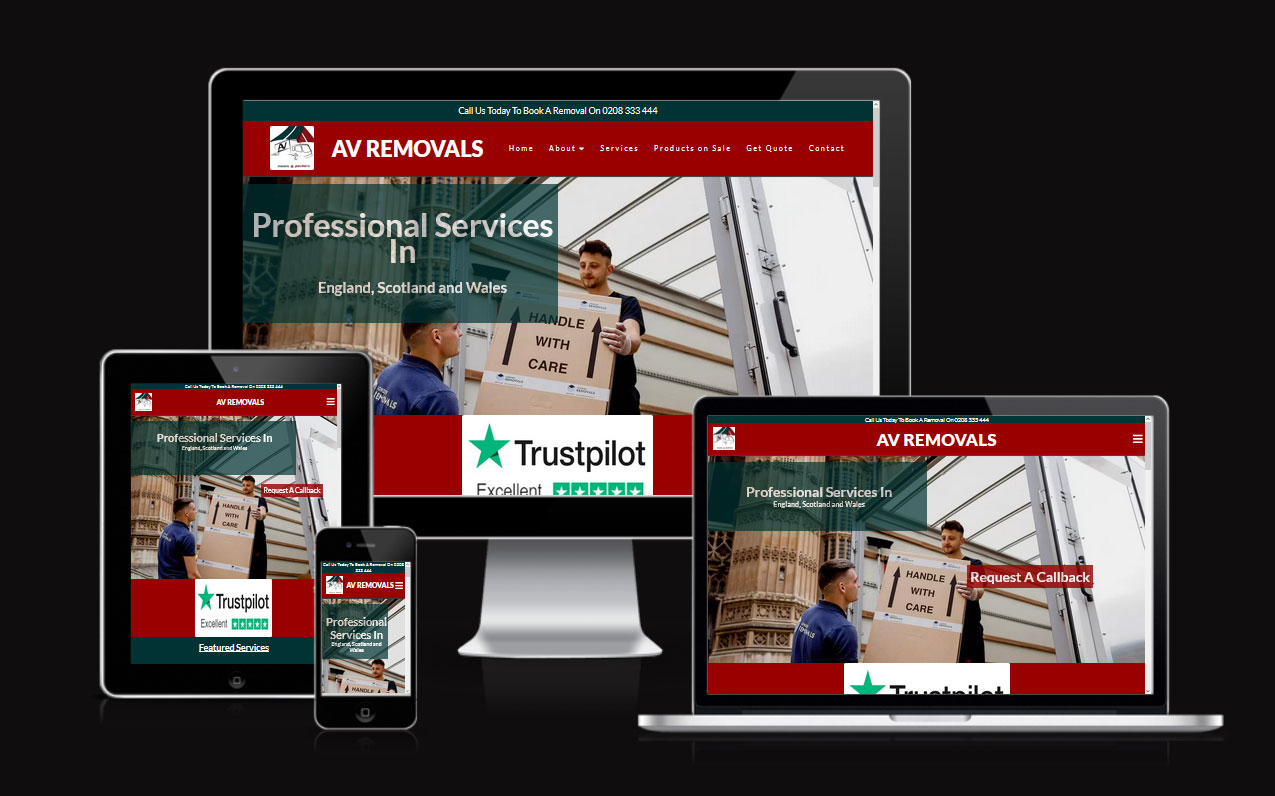 Call Us Today To Book A Removal On 0208 333 444
AV
AV REMOVALS
Home
About
Services
Products on Sale
Get Quote
Contact
Professional Services
In
England, Scotland and Wales
HANDLE
WITH
CARE
REMOVALS
Trustpilot
Excellent
Call Us Today To Book A Removal On 0208 333 444
AV REMOVALS
Professional Services In
England, Scotland and Wales
Request A Callback
HANDLE
WITH
CARE
Trustpilot
Excellent
Featured Services
Call Us Today To Book A Removal On 0208
333 444
AV REMOVALS
Professional
Services In
England, Scotland and
Wales
HANDLE
Call Us Today To Book A Removal On 0208 333 444
AV REMOVALS
Professional Services In
England, Scotland and Wales
HANDLE
WITH
CARE
Request A Callback
Trustpilot